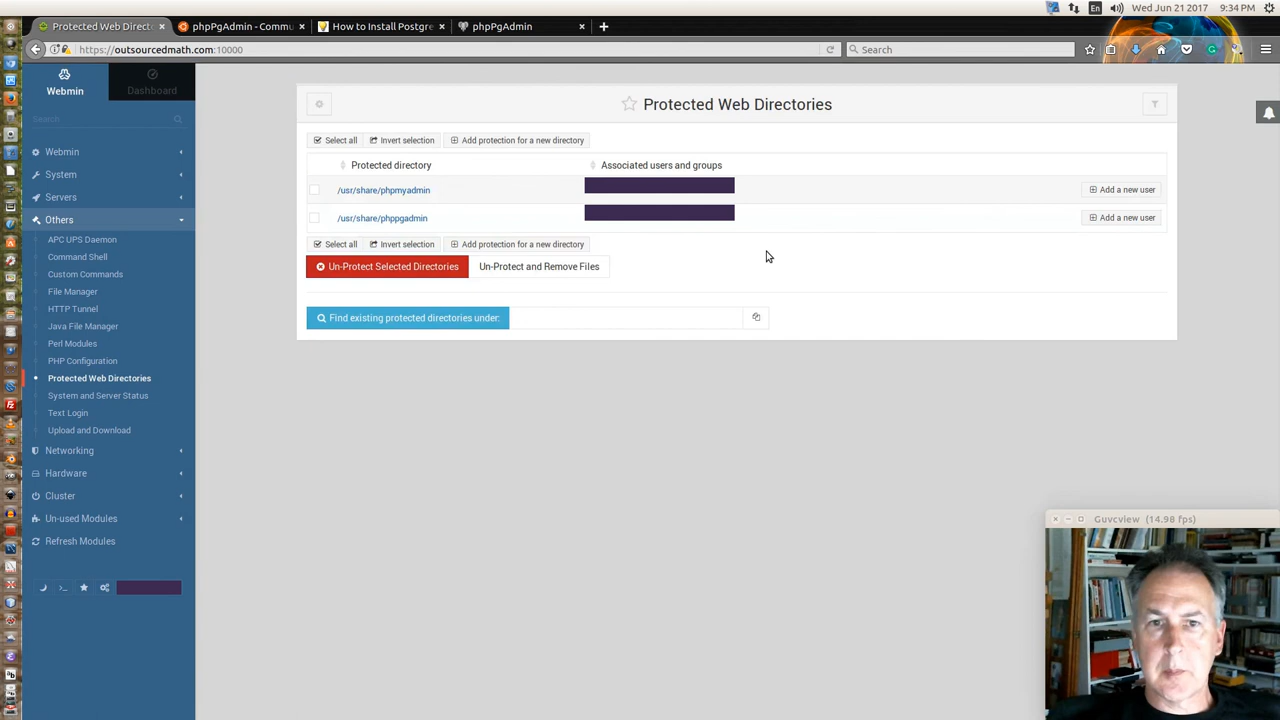 En
Wed Jun 21 2017
9:34 PM
Protected Web Directo
phpPgAdmin - Commu
How to Install Postgre
phpPgAdmin
https://outsourcedmath.com:10000
Search
Webmin
Dashboard
Search
Webmin
System
Servers
Others
APC UPS Daemon
Command Shell
Custom Commands
File Manager
HTTP Tunnel
Java File Manager
Perl Modules
PHP Configuration
Protected Web Directories
System and Server Status
Text Login
Upload and Download
Networking
Hardware
Cluster
Un-used Modules
Refresh Modules
Protected Web Directories
Select all Invert selection Add protection for a new directory
Protected directory Associated users and groups
/usr/share/phpmyadmin Add a new user
/usr/share/phppgadmin Add a new user
Select all Invert selection Add protection for a new directory
Un-Protect Selected Directories Un-Protect and Remove Files
Find existing protected directories under:
Guvcview (14.98 fps)